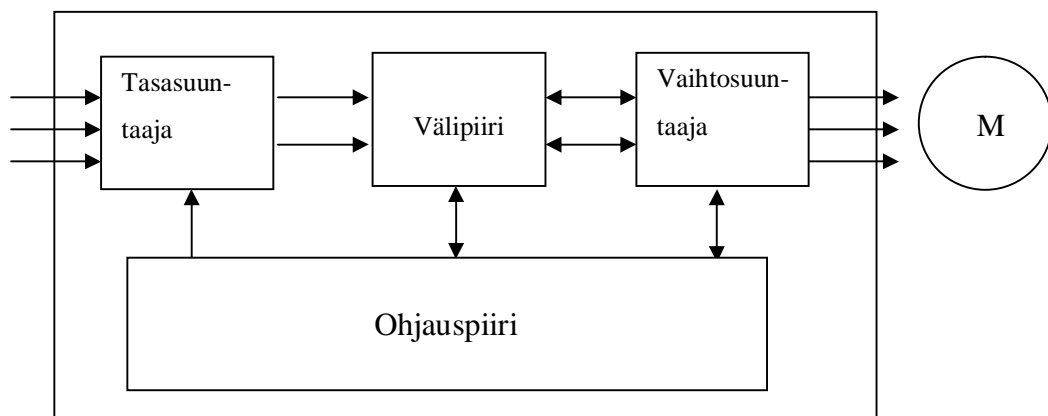 Tasasuun-
taaja
Välipiiri
Vaihtosuun-
taaja
M
Ohjauspiiri